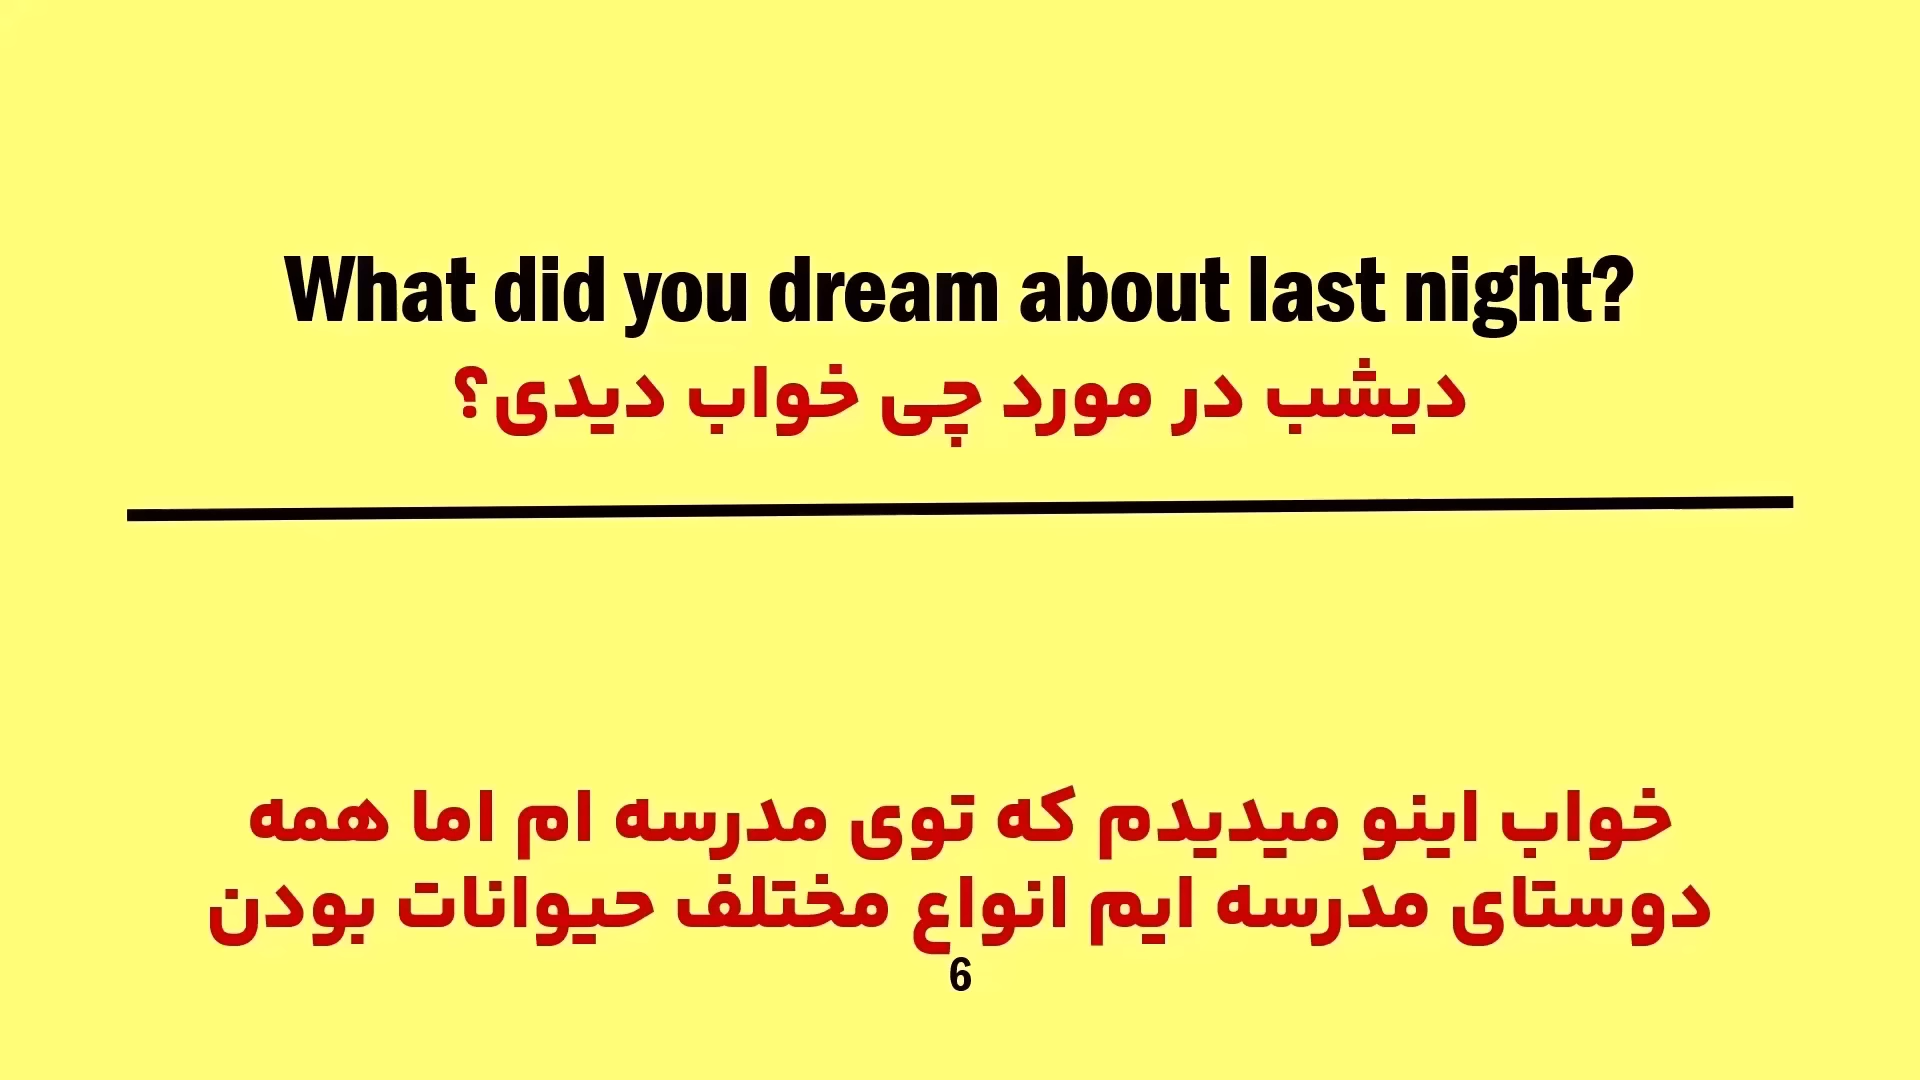 What did you dream about last night?
دیشب در مورد چی خواب دیدی؟
خواب اینو میدیدم که توی مدرسه ام اما همه
دوستای مدرسه ایم انواع مختلف حیوانات بودن
6